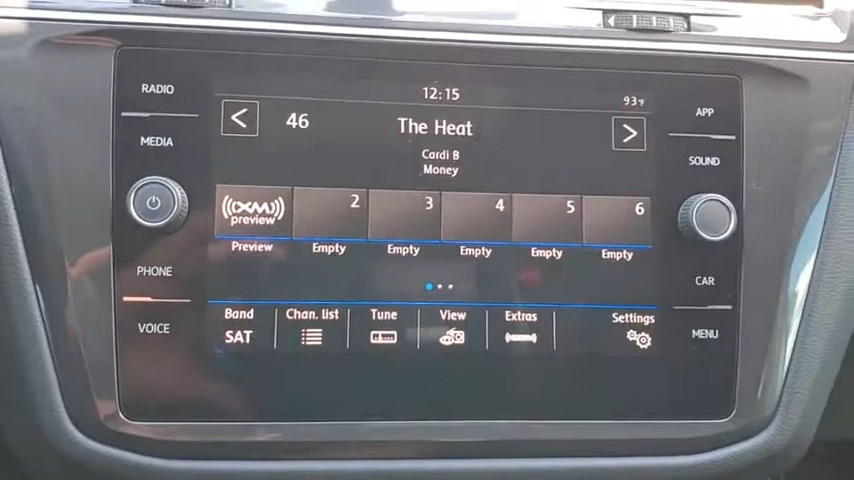 RADIO
MEDIA
PHONE
VOICE
12:15
93°F
46
The Heat
Cardi B
Money
((XM))
preview
2
3
4
5
6
Preview
Empty
Empty
Empty
Empty
Empty
Band
SAT
Chan. list
Tune
View
Extras
((XM))
Settings
APP
SOUND
CAR
MENU